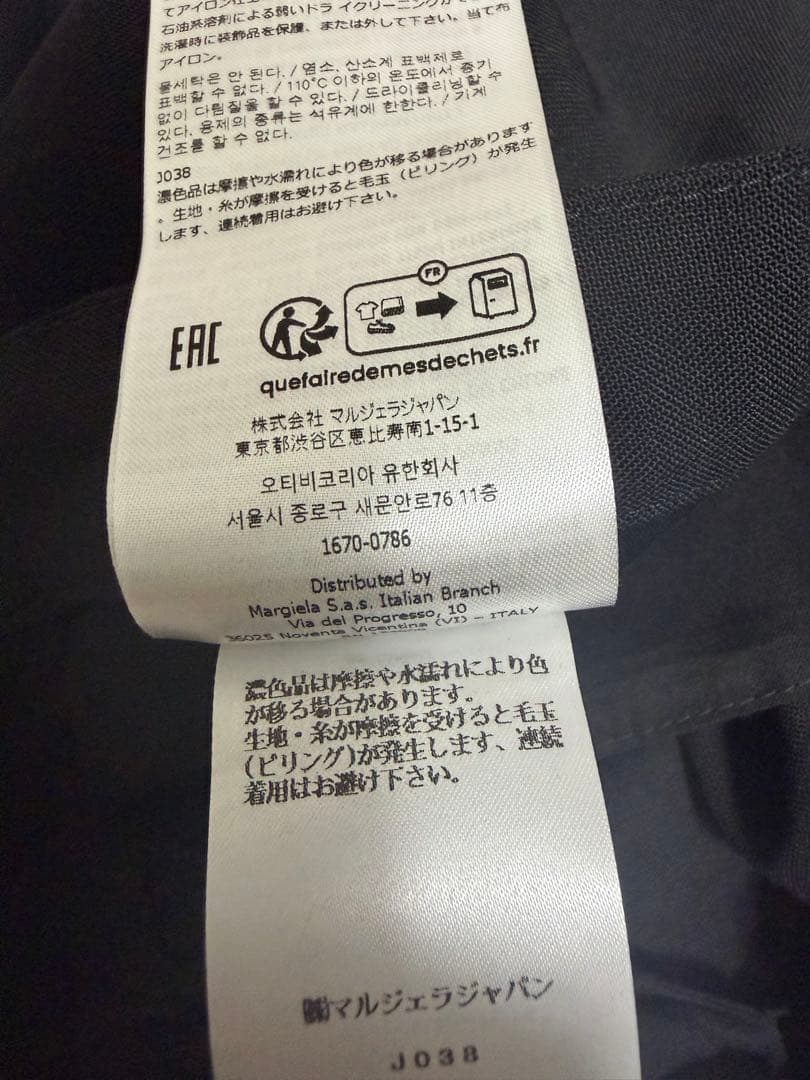 てアイロン仕上
石油系溶剤による弱いドライクリーニングが
洗濯時に装飾品を保護、または外して下さい。当て布
アイロン。
물세탁은 안 된다. / 염소, 산소계 표백제로
표백할 수 없다. / 110°C 이하의 온도에서 증기
없이 다림질을 할 수 있다. / 드라이클리닝할 수
있다. 용제의 종류는 석유계에 한한다. / 기계
건조를 할 수 없다.
J038
濃色品は摩擦や水濡れにより色が移る場合があります
。生地・糸が摩擦を受けると毛玉（ピリング）が発生
します、連続着用はお避け下さい。
FR
EAC
quefairedemesdechets.fr
株式会社 マルジェラジャパン
東京都渋谷区恵比寿南1-15-1
오티비코리아 유한회사
서울시 종로구 새문안로76 11층
1670-0786
Distributed by
Margiela S.a.s. Italian Branch
Via del Progresso, 10
36025 Noventa Vicentina (VI) – ITALY
濃色品は摩擦や水濡れにより色
が移る場合があります。
生地・糸が摩擦を受けると毛玉
(ピリング)が発生します、連続
着用はお避け下さい。
㈱マルジェラジャパン
J038